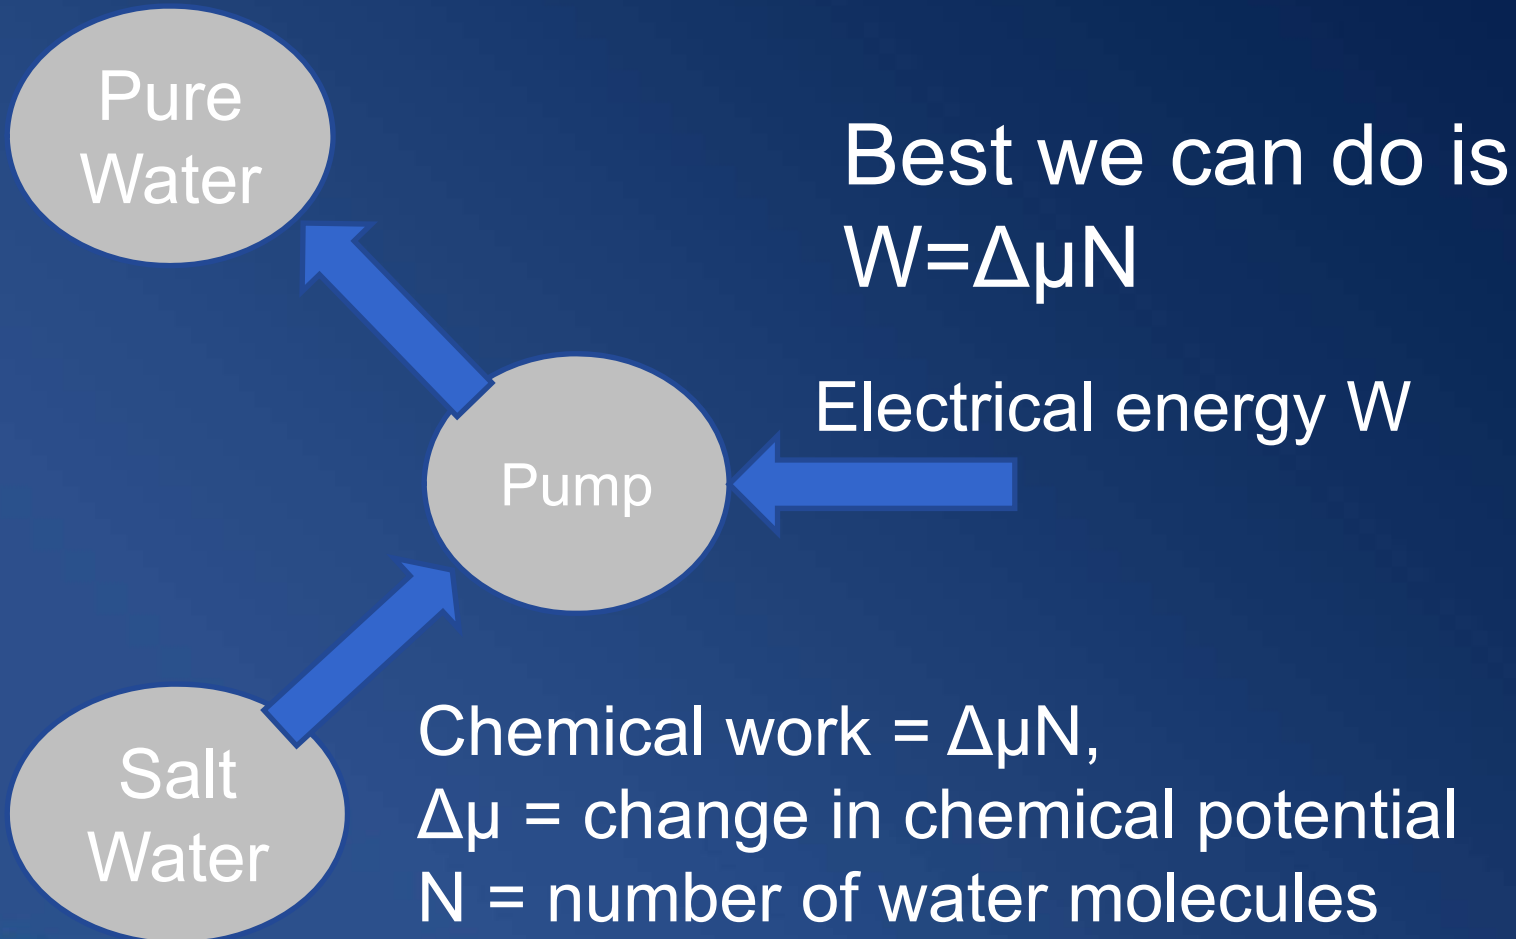 Pure
Water
Best we can do is
W=ΔμN
Electrical energy W
Pump
Salt
Water
Chemical work = ΔμN,
Δμ = change in chemical potential
N = number of water molecules